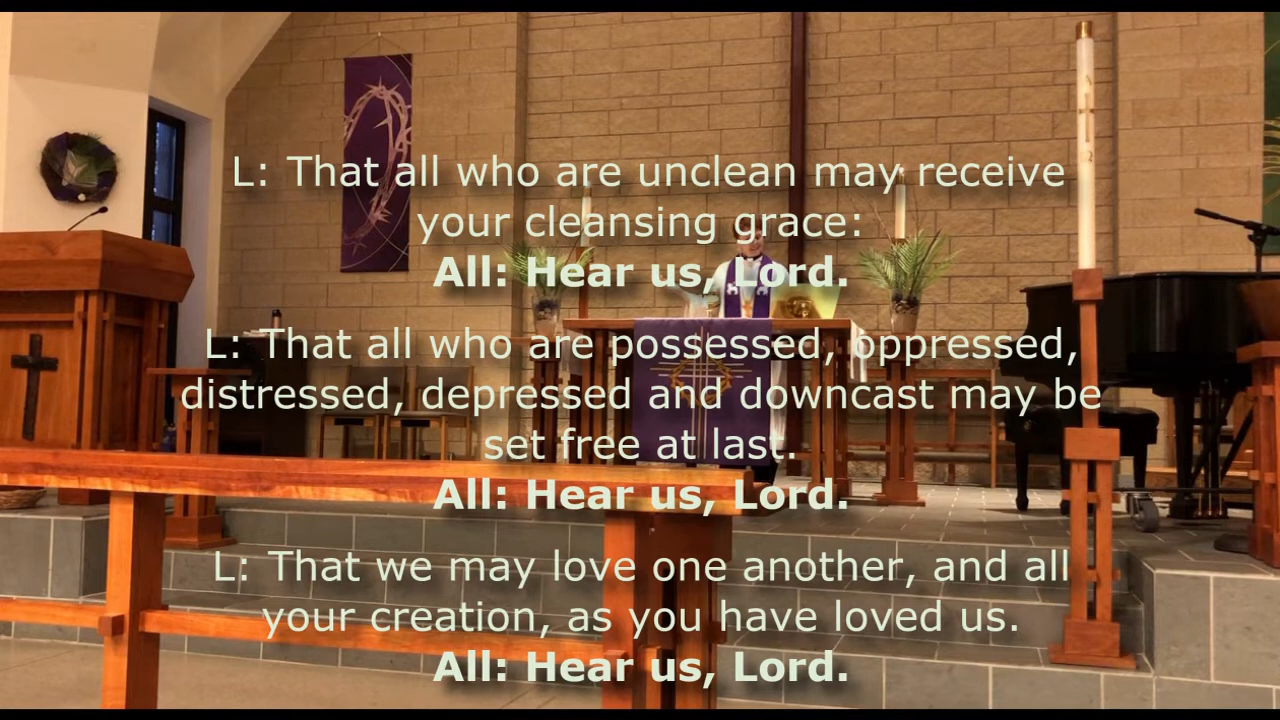 L: That all who are unclean may receive
your cleansing grace:
All: Hear us, Lord.
L: That all who are possessed, oppressed,
distressed, depressed and downcast may be
set free at last.
All: Hear us, Lord.
L: That we may love one another, and all
your creation, as you have loved us.
All: Hear us, Lord.